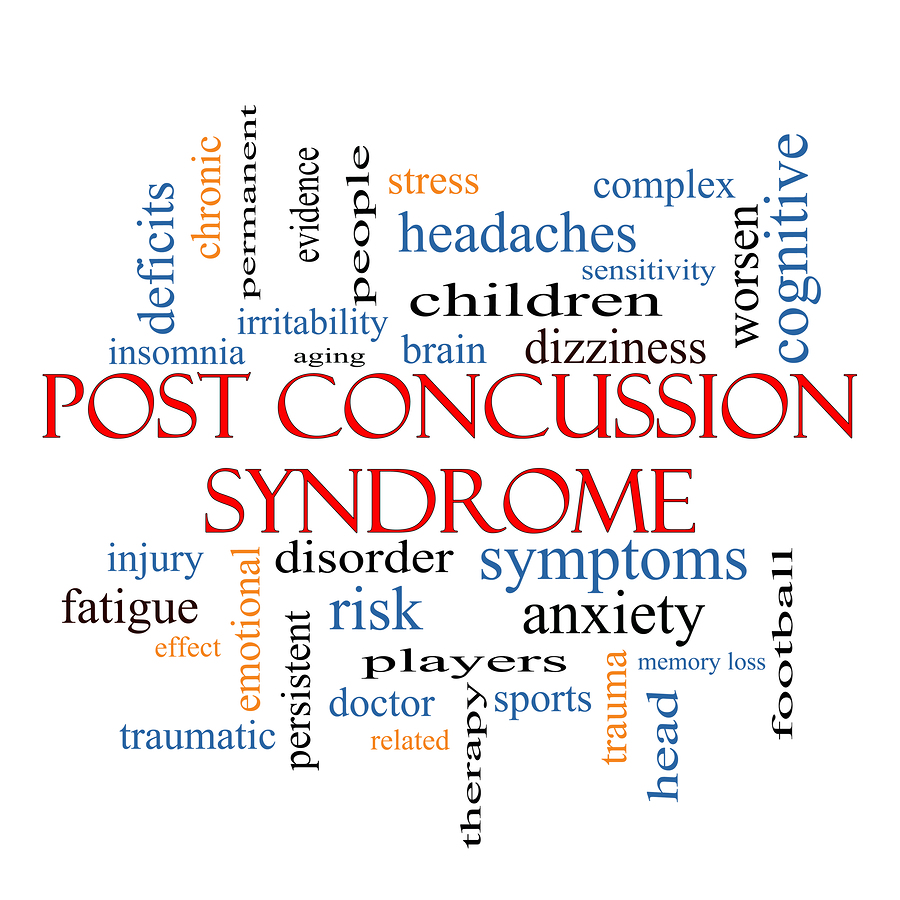 deficits
chronic
permanent
evidence
people
stress
complex
headaches
sensitivity
worsen
cognitive
children
irritability
insomnia
aging
brain
dizziness
POST CONCUSSION
SYNDROME
injury
emotional
disorder
symptoms
football
fatigue
risk
anxiety
effect
persistent
players
trauma
memory loss
doctor
sports
head
traumatic
related
therapy